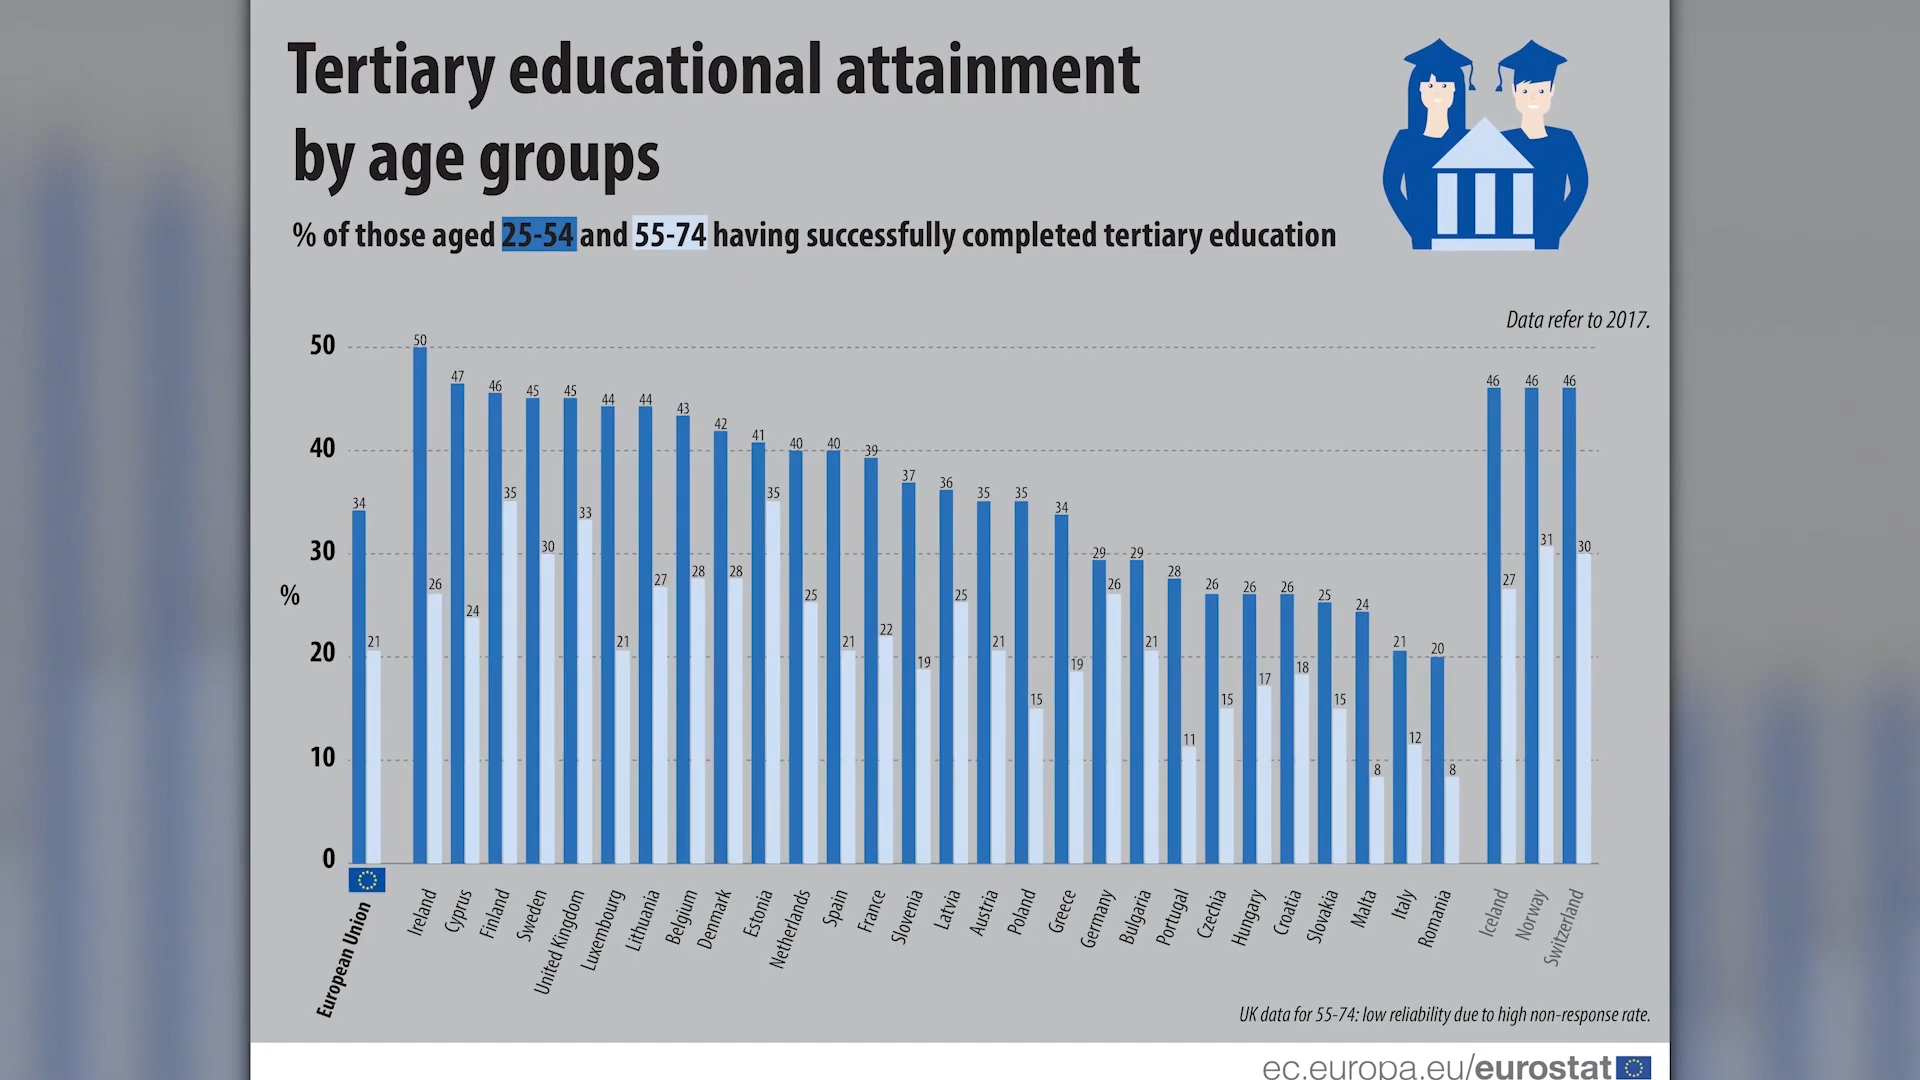 Tertiary educational attainment
by age groups
% of those aged 25-54 and 55-74 having successfully completed tertiary education
Data refer to 2017.
50
40
30
20
10
0
%
34 21
50 26
47 24
46 35
45 30
45 33
44 21
44 27
43 28
42 28
41 35
40 25
40 21
39 22
37 19
36 25
35 21
35 15
34 19
29 26
29 21
28 11
26 15
26 17
26 18
25 15
24 8
21 12
20 8
46 27
46 31
46 30
European Union
Ireland
Cyprus
Finland
Sweden
United Kingdom
Luxembourg
Lithuania
Belgium
Denmark
Estonia
Netherlands
Spain
France
Slovenia
Latvia
Austria
Poland
Greece
Germany
Bulgaria
Portugal
Czechia
Hungary
Croatia
Slovakia
Malta
Italy
Romania
Iceland
Norway
Switzerland
UK data for 55-74: low reliability due to high non-response rate.
ec.europa.eu/eurostat